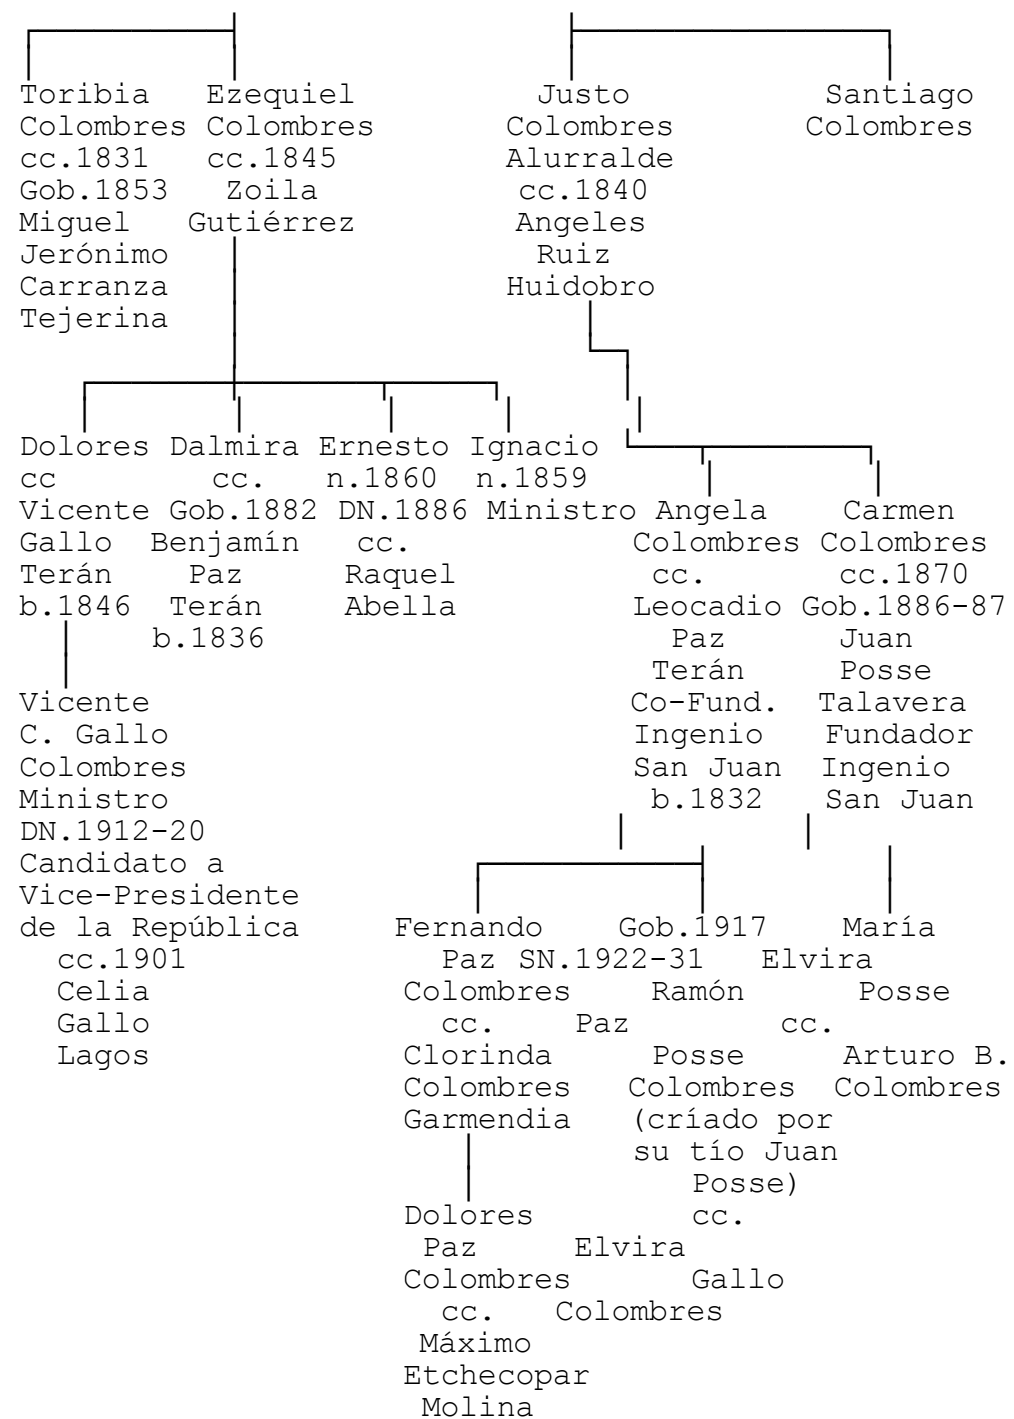 Toribia Ezequiel Justo Santiago
Colombres Colombres Colombres Colombres
cc.1831 cc.1845 Alurralde
Gob.1853 Zoila cc.1840
Miguel Gutiérrez Angeles
Jerónimo Ruiz
Carranza Huidobro
Tejerina
Dolores Dalmira Ernesto Ignacio
cc cc. n.1860 n.1859
Vicente Gob.1882 DN.1886 Ministro Angela Carmen
Gallo Benjamín cc. Colombres Colombres
Terán Paz Raquel cc. cc.1870
b.1846 Terán Abella Leocadio Gob.1886-87
b.1836 Paz Juan
Terán Posse
Vicente Co-Fund. Talavera
C. Gallo Ingenio Fundador
Colombres San Juan Ingenio
Ministro b.1832 San Juan
DN.1912-20
Candidato a
Vice-Presidente
de la República Fernando Gob.1917 María
cc.1901 Paz SN.1922-31 Elvira
Celia Colombres Ramón Posse
Gallo cc. Paz cc.
Lagos Clorinda Posse Arturo B.
Colombres Colombres Colombres
Garmendia (críado por
su tío Juan
Posse)
Dolores cc.
Paz Elvira
Colombres Gallo
cc. Colombres
Máximo
Etchecopar
Molina